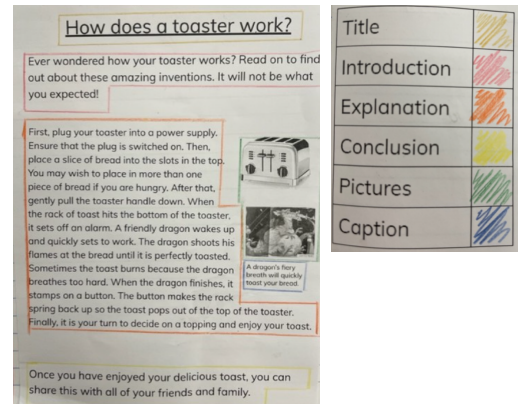 How does a toaster work?
Ever wondered how your toaster works? Read on to find
out about these amazing inventions. It will not be what
you expected!
First, plug your toaster into a power supply.
Ensure that the plug is switched on. Then,
place a slice of bread into the slots in the top.
You may wish to place in more than one
piece of bread if you are hungry. After that,
gently pull the toaster handle down. When
the rack of toast hits the bottom of the toaster,
it sets off an alarm. A friendly dragon wakes up
and quickly sets to work. The dragon shoots his
flames at the bread until it is perfectly toasted.
Sometimes the toast burns because the dragon
breathes too hard. When the dragon finishes, it
stamps on a button. The button makes the rack
spring back up so the toast pops out of the top of the toaster.
Finally, it is your turn to decide on a topping and enjoy your toast.
A dragon's fiery
breath will quickly
toast your bread.
Once you have enjoyed your delicious toast, you can
share this with all of your friends and family.
Title
Introduction
Explanation
Conclusion
Pictures
Caption